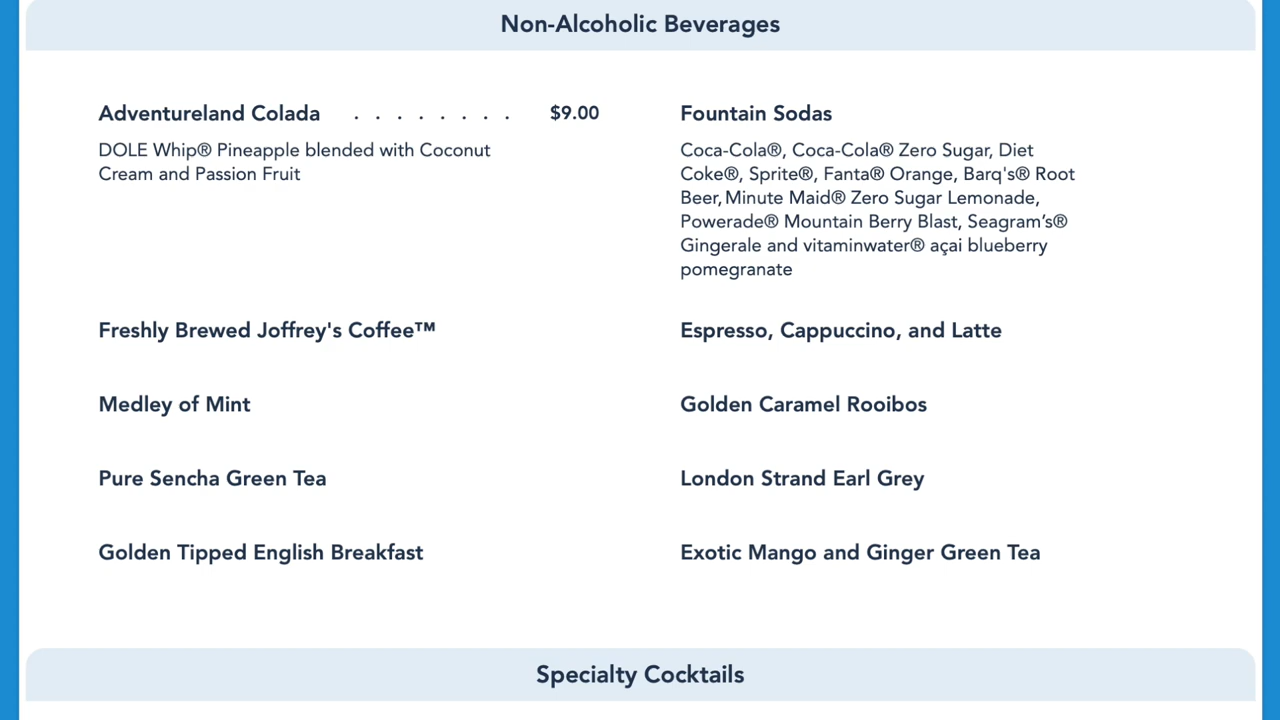 Non-Alcoholic Beverages
Adventureland Colada . . . . . . . . $9.00
DOLE Whip® Pineapple blended with Coconut
Cream and Passion Fruit
Fountain Sodas
Coca-Cola®, Coca-Cola® Zero Sugar, Diet
Coke®, Sprite®, Fanta® Orange, Barq's® Root
Beer, Minute Maid® Zero Sugar Lemonade,
Powerade® Mountain Berry Blast, Seagram’s®
Gingerale and vitaminwater® açai blueberry
pomegranate
Freshly Brewed Joffrey's Coffee™
Espresso, Cappuccino, and Latte
Medley of Mint
Golden Caramel Rooibos
Pure Sencha Green Tea
London Strand Earl Grey
Golden Tipped English Breakfast
Exotic Mango and Ginger Green Tea
Specialty Cocktails